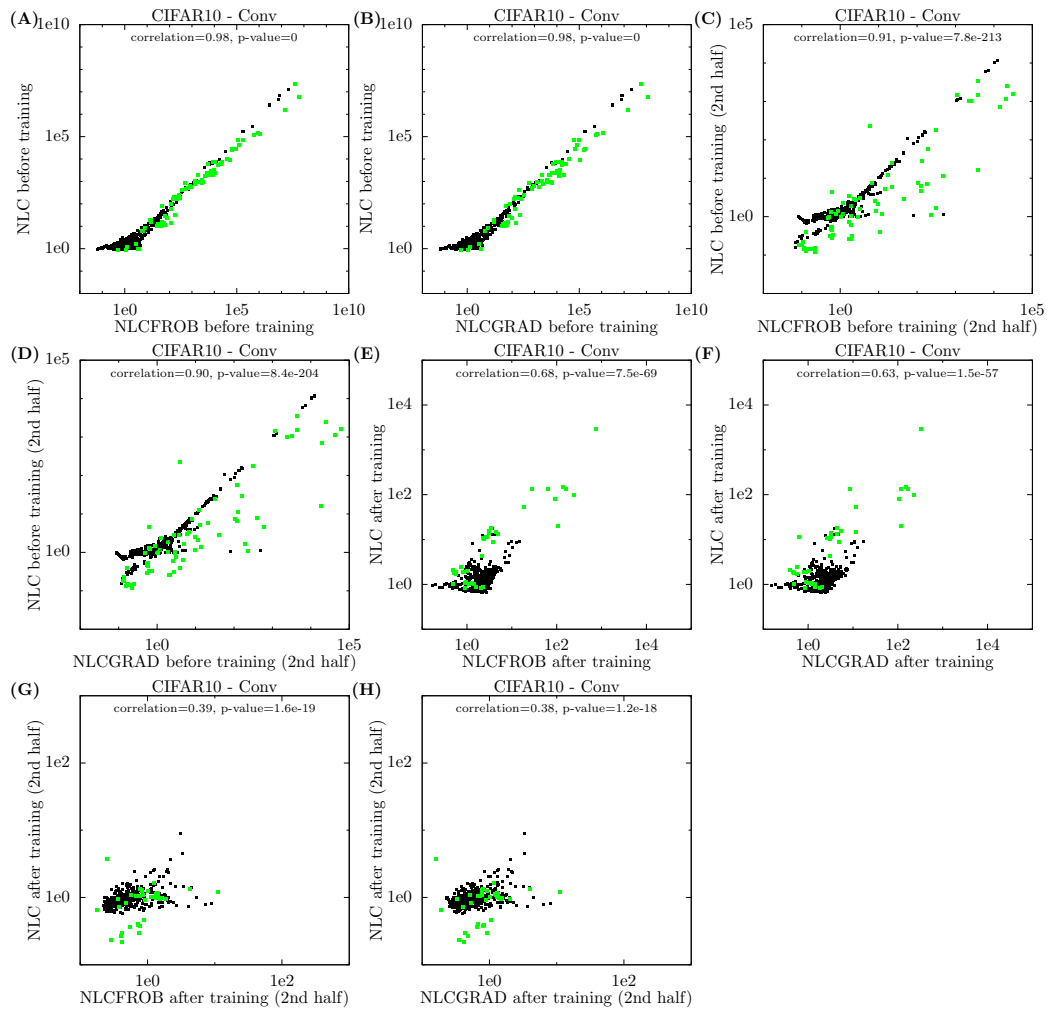 (A)
CIFAR10 - Conv
correlation=0.98, p-value=0
1e10
1e5
1e0
NLC before training
1e0
1e5
1e10
NLCFROB before training
(B)
CIFAR10 - Conv
correlation=0.98, p-value=0
1e10
1e5
1e0
NLC before training
1e0
1e5
1e10
NLCGRAD before training
(C)
CIFAR10 - Conv
correlation=0.91, p-value=7.8e-213
1e5
1e0
NLC before training (2nd half)
1e0
1e5
NLCFROB before training (2nd half)
(D)
CIFAR10 - Conv
correlation=0.90, p-value=8.4e-204
1e5
1e0
NLC before training (2nd half)
1e0
1e5
NLCGRAD before training (2nd half)
(E)
CIFAR10 - Conv
correlation=0.68, p-value=7.5e-69
1e4
1e2
1e0
NLC after training
1e0
1e2
1e4
NLCFROB after training
(F)
CIFAR10 - Conv
correlation=0.63, p-value=1.5e-57
1e4
1e2
1e0
NLC after training
1e0
1e2
1e4
NLCGRAD after training
(G)
CIFAR10 - Conv
correlation=0.39, p-value=1.6e-19
1e2
1e0
NLC after training (2nd half)
1e0
1e2
NLCFROB after training (2nd half)
(H)
CIFAR10 - Conv
correlation=0.38, p-value=1.2e-18
1e2
1e0
NLC after training (2nd half)
1e0
1e2
NLCGRAD after training (2nd half)